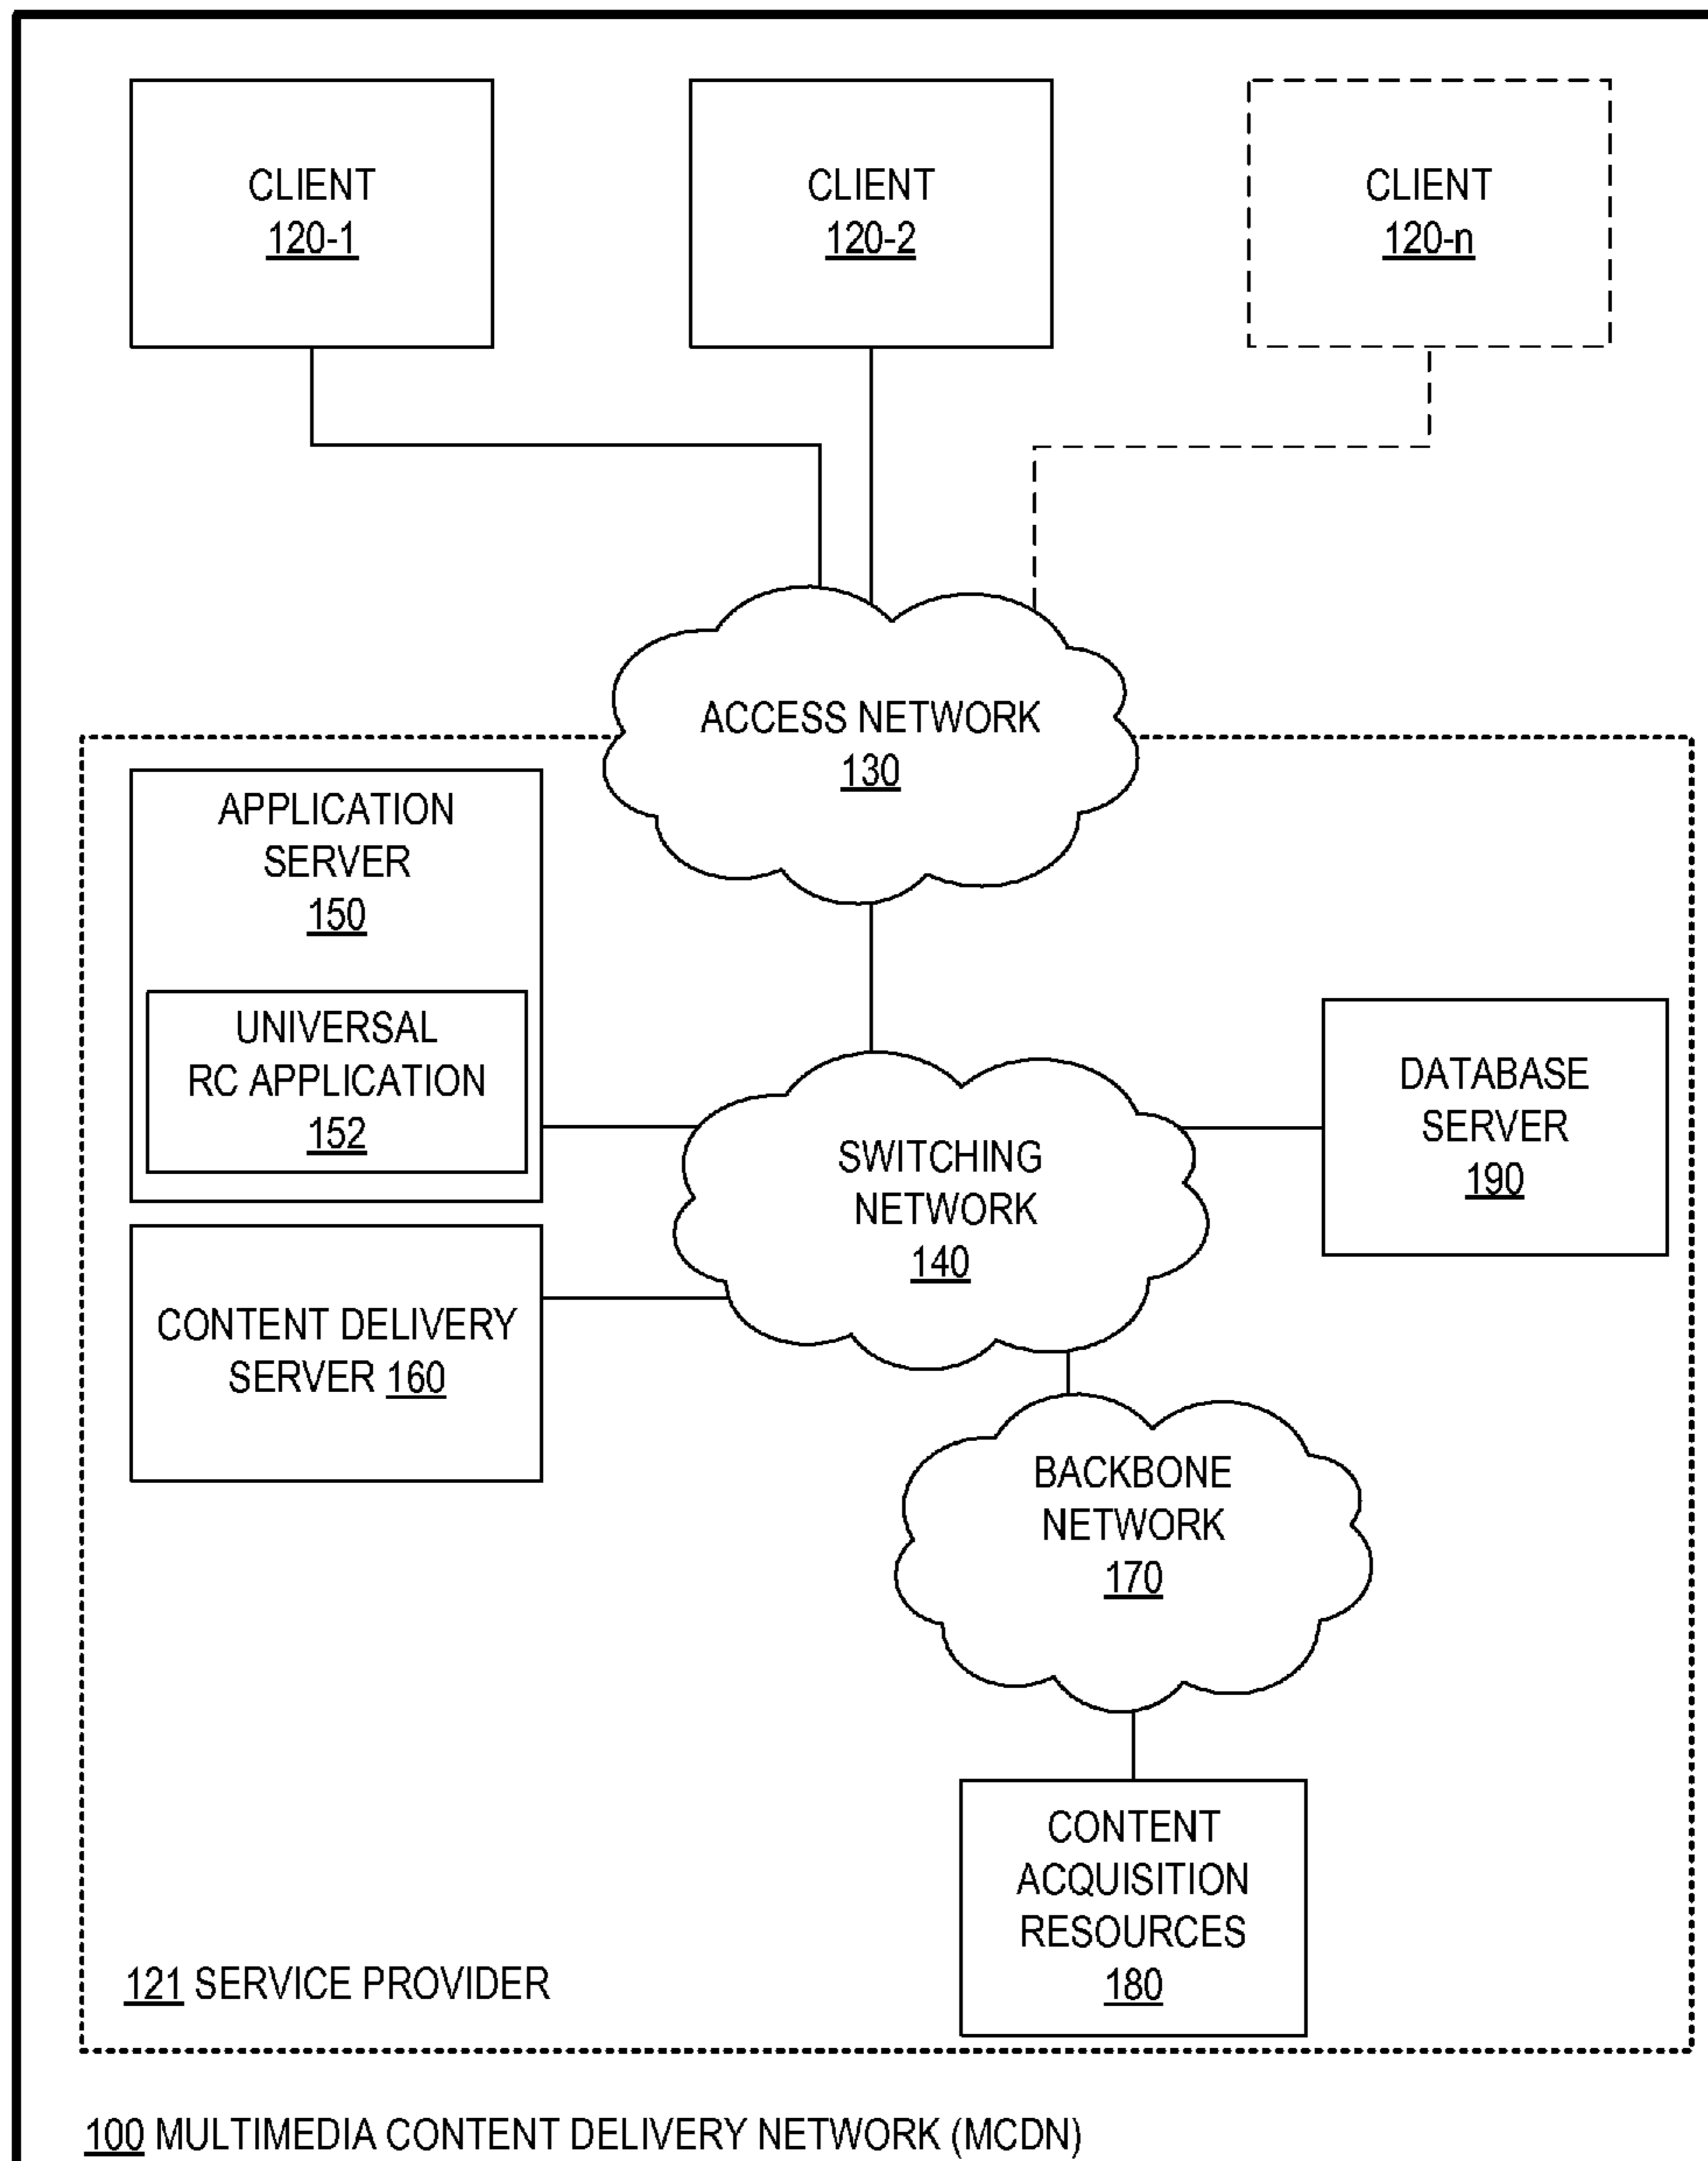 CLIENT
120-1
CLIENT
120-2
CLIENT
120-n
ACCESS NETWORK
130
APPLICATION
SERVER
150
UNIVERSAL
RC APPLICATION
152
SWITCHING
NETWORK
140
DATABASE
SERVER
190
CONTENT DELIVERY
SERVER 160
BACKBONE
NETWORK
170
CONTENT
ACQUISITION
RESOURCES
180
121 SERVICE PROVIDER
100 MULTIMEDIA CONTENT DELIVERY NETWORK (MCDN)